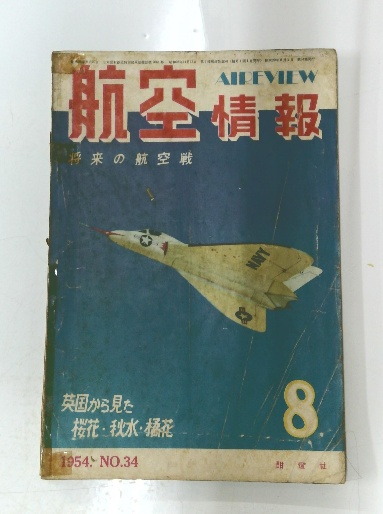 AIREVIEW
航空
情報
将来の航空戦
NAVY
英国から見た
桜花・秋水・橘花
8
1954. NO.34
酣燈社